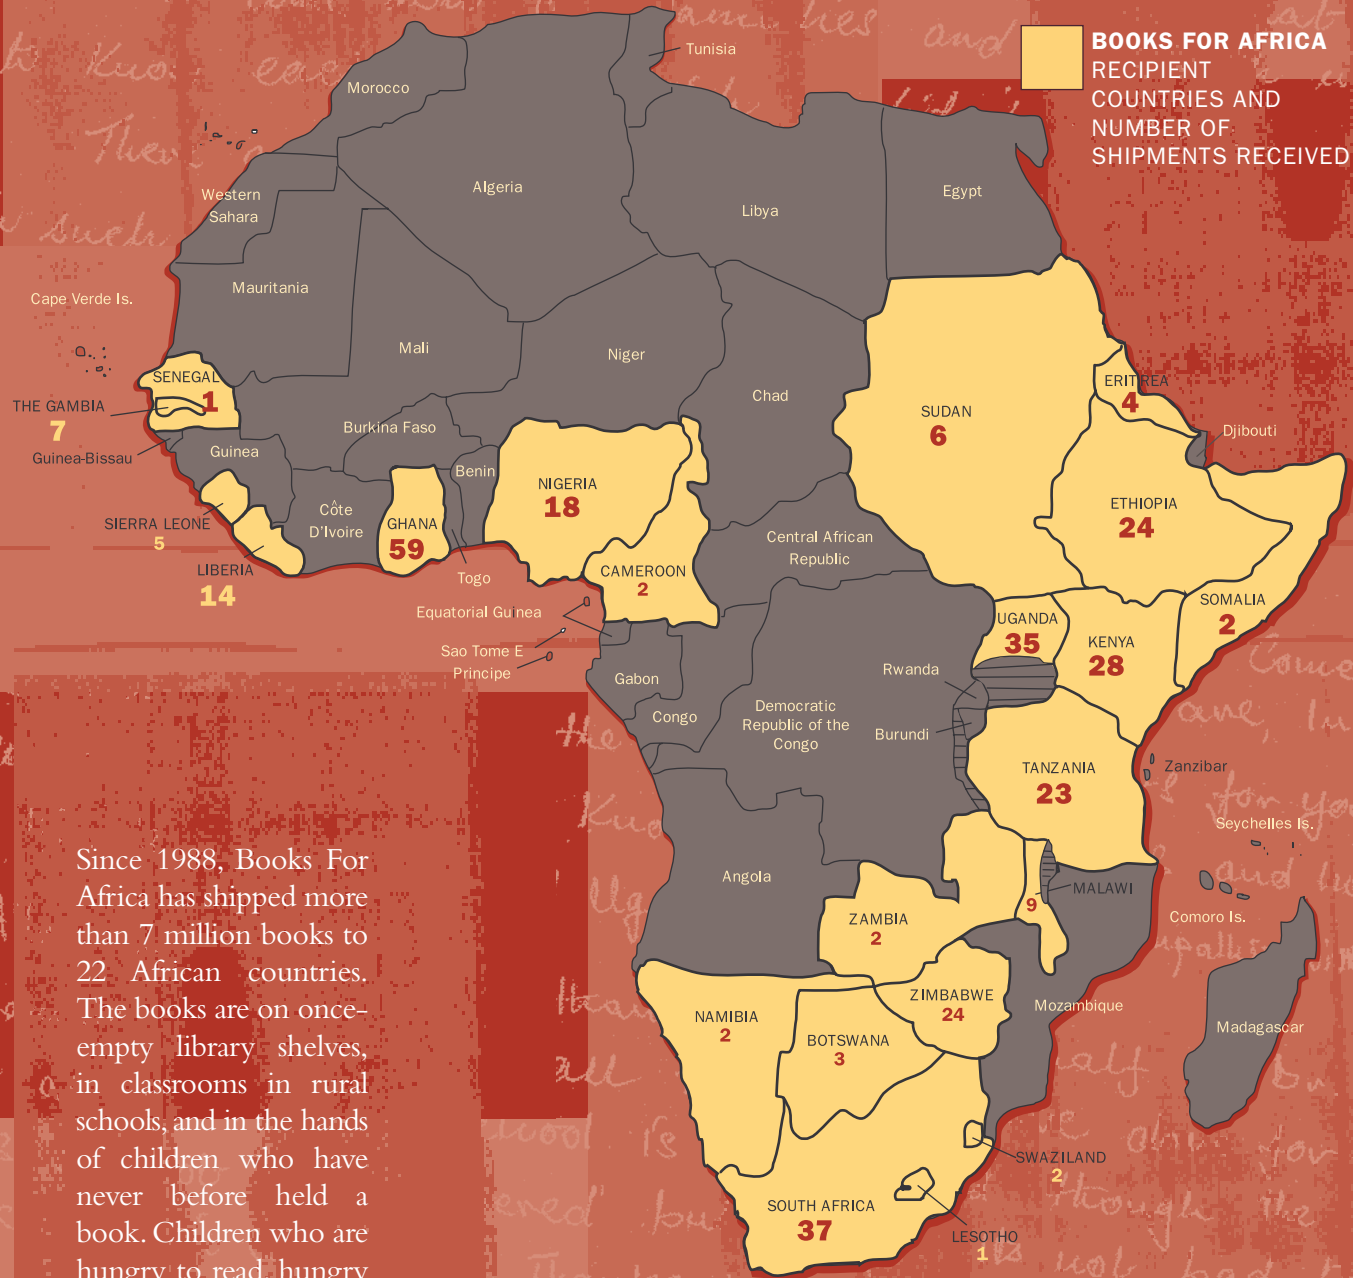 BOOKS FOR AFRICA
RECIPIENT
COUNTRIES AND
NUMBER OF
SHIPMENTS RECEIVED
Tunisia
Morocco
Algeria
Western
Sahara
Libya
Egypt
Mauritania
Cape Verde Is.
Mali
Niger
Chad
SENEGAL
1
THE GAMBIA
7
Guinea-Bissau
Guinea
Burkina Faso
Benin
SUDAN
6
ERITREA
4
Djibouti
NIGERIA
18
ETHIOPIA
24
Côte
D'Ivoire
GHANA
59
SIERRA LEONE
5
LIBERIA
14
Togo
CAMEROON
2
Central African
Republic
Equatorial Guinea
Sao Tome E
Principe
UGANDA
35
KENYA
28
SOMALIA
2
Gabon
Congo
Rwanda
Democratic
Republic of the
Congo
Burundi
TANZANIA
23
Zanzibar
Seychelles Is.
Angola
MALAWI
9
ZAMBIA
2
Comoro Is.
NAMIBIA
2
ZIMBABWE
24
Mozambique
BOTSWANA
3
Madagascar
SWAZILAND
2
SOUTH AFRICA
37
LESOTHO
1
Since 1988, Books For
Africa has shipped more
than 7 million books to
22 African countries.
The books are on once-
empty library shelves,
in classrooms in rural
schools, and in the hands
of children who have
never before held a
book. Children who are
hungry to read, hungry